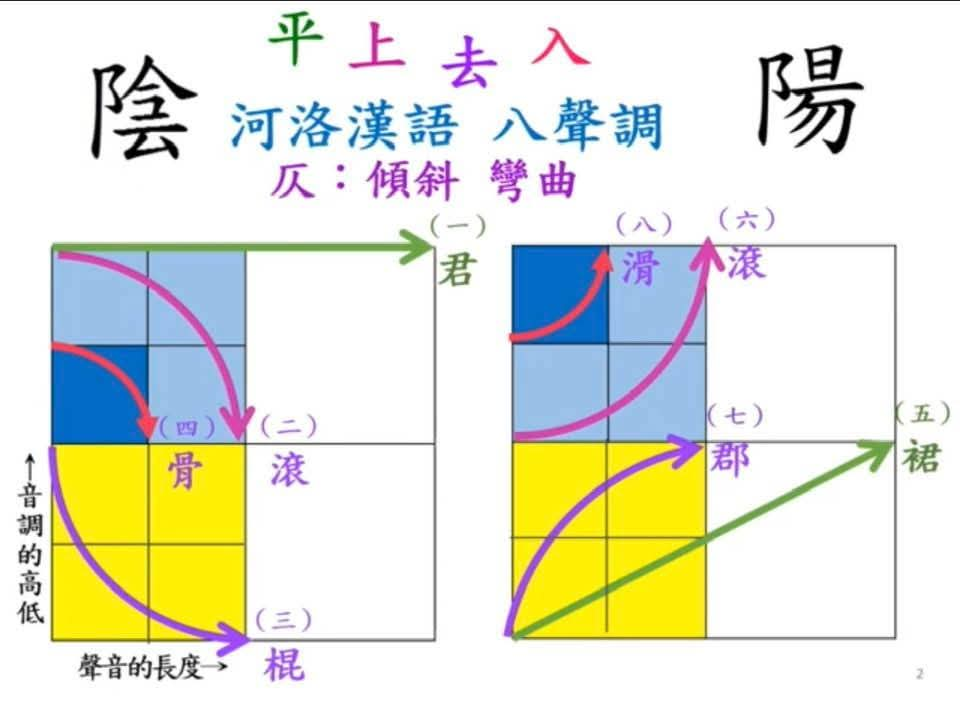 平上去入
陰
陽
河洛漢語 八聲調
仄：傾斜 彎曲
（一）
君
（四）
骨
（二）
滾
（三）
棍
（八）
滑
（六）
滾
（七）
郡
（五）
裙
↑音調的高低
聲音的長度→
2